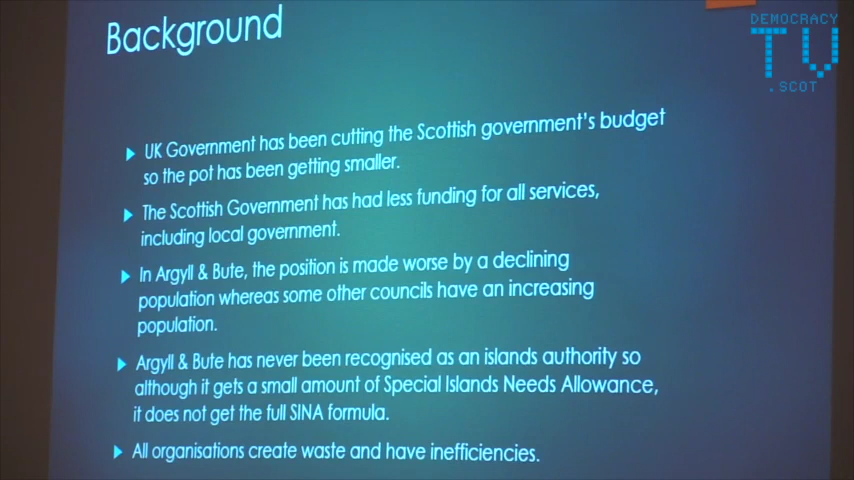 Background
DEMOCRACY
TV
.SCOT
UK Government has been cutting the Scottish government's budget
so the pot has been getting smaller.
The Scottish Government has had less funding for all services,
including local government.
In Argyll & Bute, the position is made worse by a declining
population whereas some other councils have an increasing
population.
Argyll & Bute has never been recognised as an islands authority so
although it gets a small amount of Special Islands Needs Allowance,
it does not get the full SINA formula.
All organisations create waste and have inefficiencies.